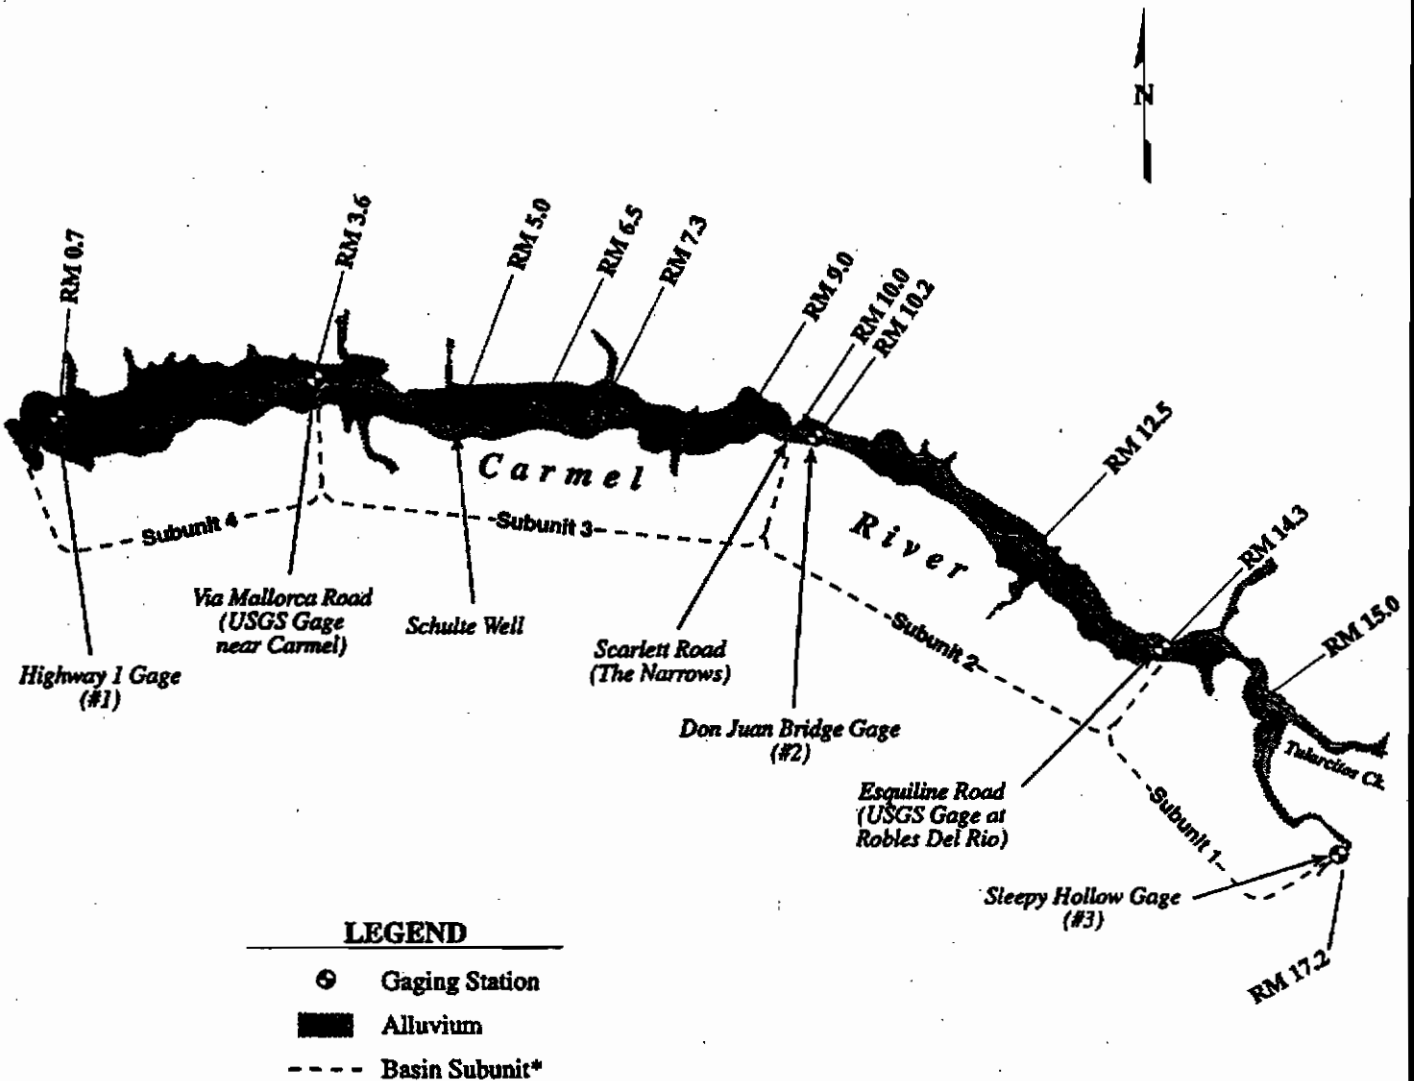 N
RM 0.7
RM 3.6
RM 5.0
RM 6.5
RM 7.3
RM 9.0
RM 10.0
RM 10.2
RM 12.5
RM 14.3
RM 15.0
Carmel
River
Subunit 4
Subunit 3
Subunit 2
Subunit 1
Via Mallorca Road
(USGS Gage
near Carmel)
Schulte Well
Scarlett Road
(The Narrows)
Highway 1 Gage
(#1)
Don Juan Bridge Gage
(#2)
Tularcitos Ck.
Esquiline Road
(USGS Gage at
Robles Del Rio)
Sleepy Hollow Gage
(#3)
RM 17.2
LEGEND
Gaging Station
Alluvium
Basin Subunit*